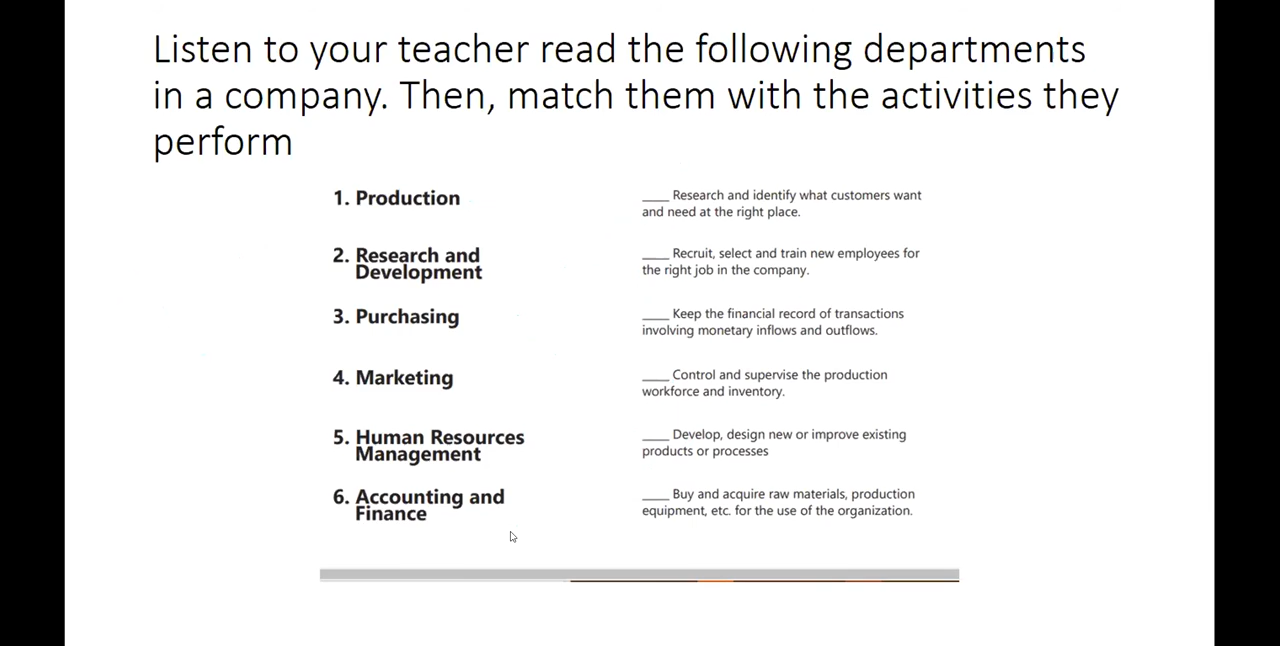 Listen to your teacher read the following departments
in a company. Then, match them with the activities they
perform
1. Production
____ Research and identify what customers want
and need at the right place.
2. Research and
Development
____ Recruit, select and train new employees for
the right job in the company.
3. Purchasing
____ Keep the financial record of transactions
involving monetary inflows and outflows.
4. Marketing
____ Control and supervise the production
workforce and inventory.
5. Human Resources
Management
____ Develop, design new or improve existing
products or processes
6. Accounting and
Finance
____ Buy and acquire raw materials, production
equipment, etc. for the use of the organization.